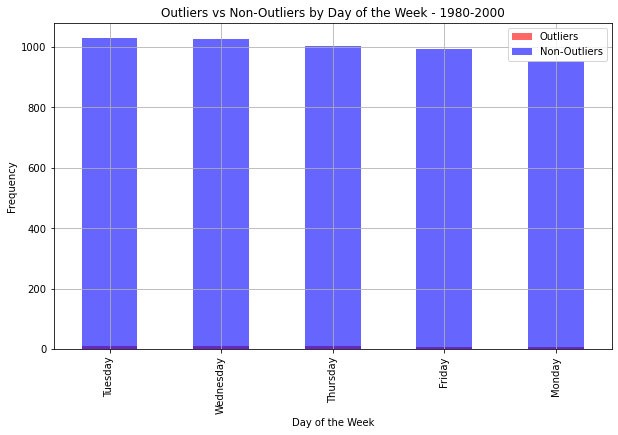 Outliers vs Non-Outliers by Day of the Week - 1980-2000
Outliers
Non-Outliers
1000
800
600
400
200
0
Frequency
Tuesday
Wednesday
Thursday
Friday
Monday
Day of the Week